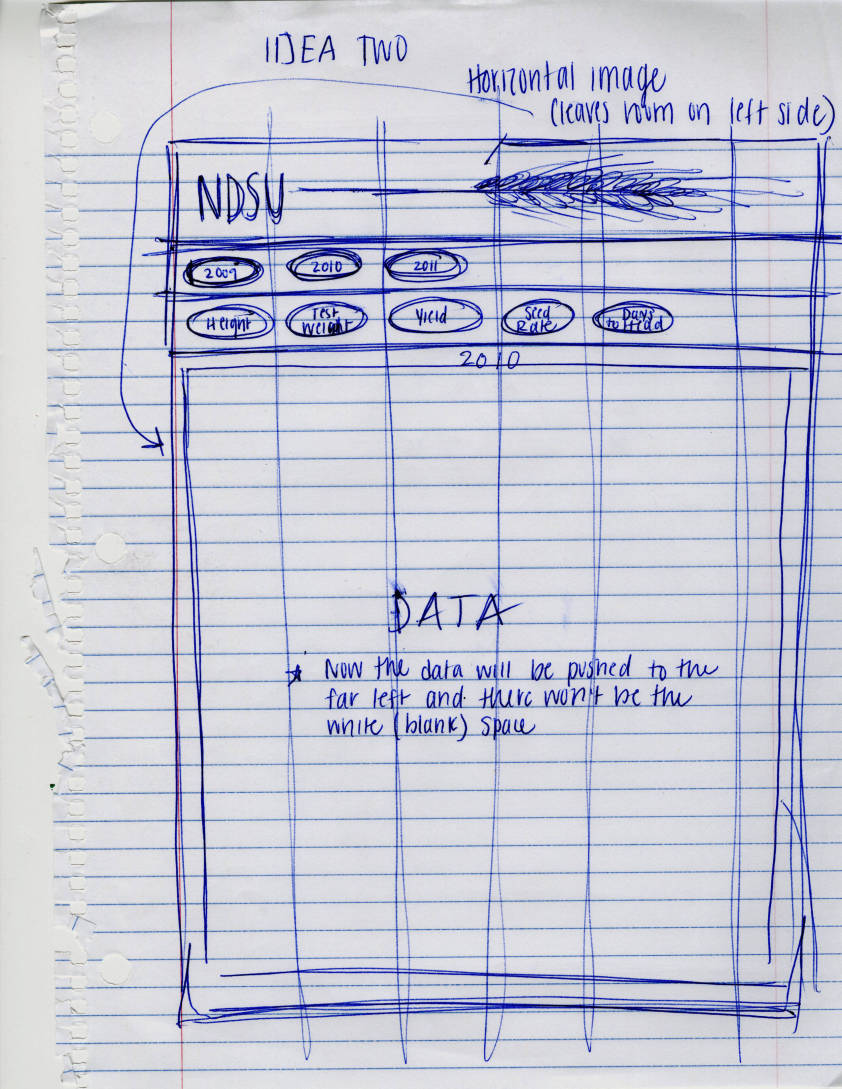 IDEA TWO
Horizontal image
(leaves room on left side)
NDSU
2009 2010 2011
Height Test Weight Yield Seed Rate Days to Head
2010
DATA
★ Now the data will be pushed to the
far left and there won't be the
white (blank) space